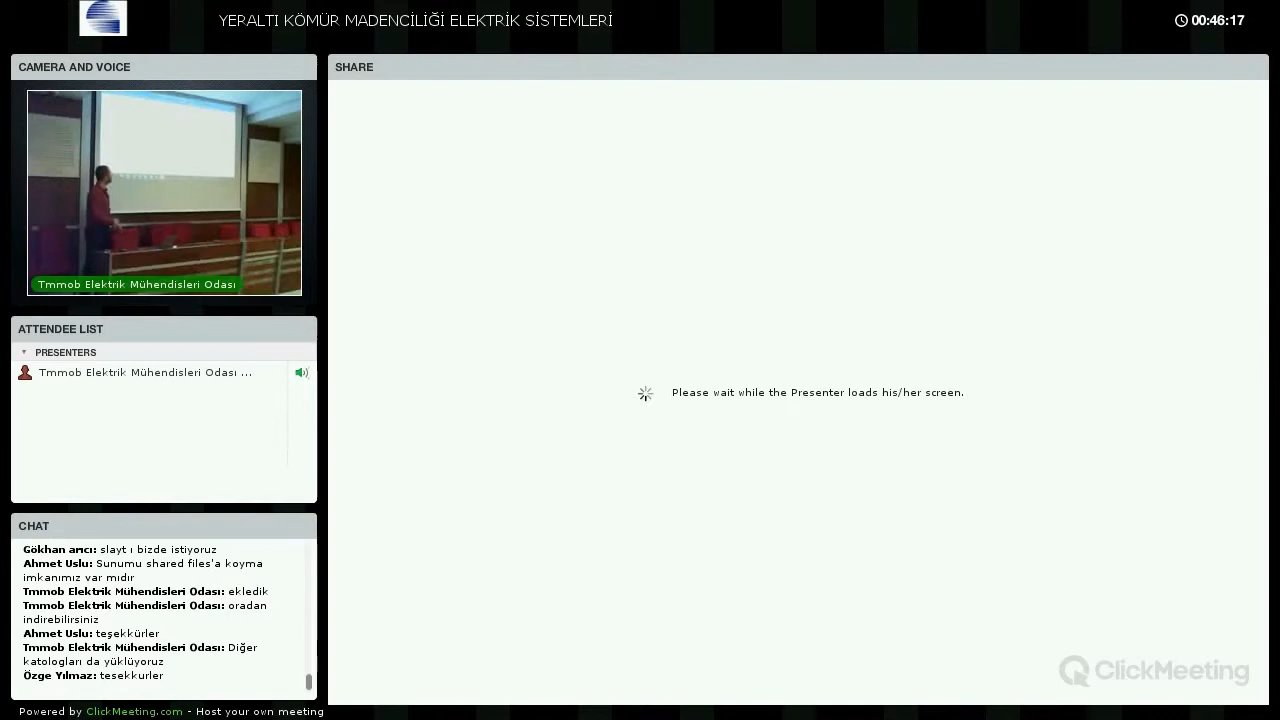 YERALTI KÖMÜR MADENCİLİĞİ ELEKTRİK SİSTEMLERİ
00:46:17
CAMERA AND VOICE
SHARE
Tmmob Elektrik Mühendisleri Odası
ATTENDEE LIST
PRESENTERS
Tmmob Elektrik Mühendisleri Odası ...
Please wait while the Presenter loads his/her screen.
CHAT
Gökhan arıcı: slayt ı bizde istiyoruz
Ahmet Uslu: Sunumu shared files'a koyma
imkanımız var mıdır
Tmmob Elektrik Mühendisleri Odası: ekledik
Tmmob Elektrik Mühendisleri Odası: oradan
indirebilirsiniz
Ahmet Uslu: teşekkürler
Tmmob Elektrik Mühendisleri Odası: Diğer
katologları da yüklüyoruz
Özge Yılmaz: tesekkurler
ClickMeeting
Powered by ClickMeeting.com - Host your own meeting